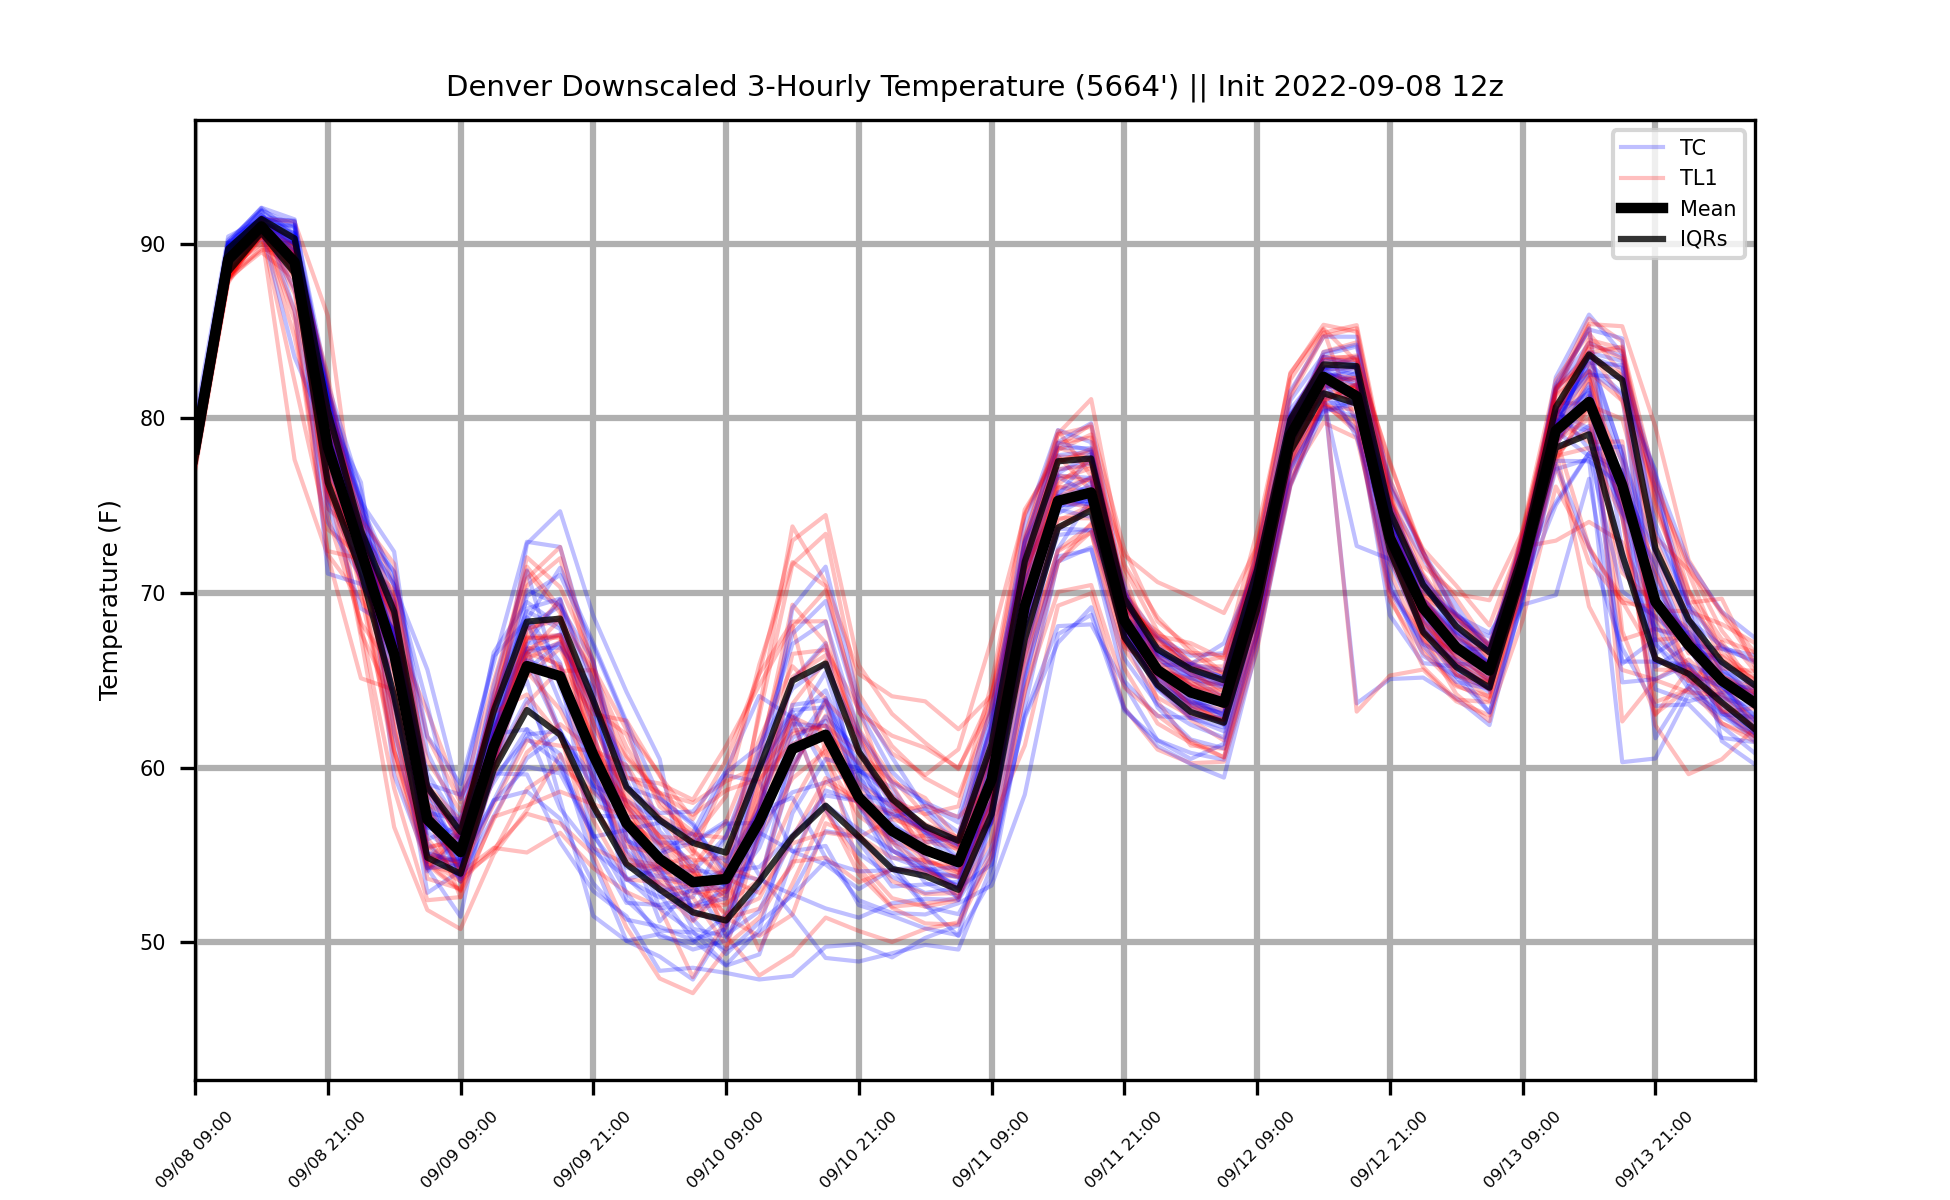 Denver Downscaled 3-Hourly Temperature (5664') || Init 2022-09-08 12z
TC
TL1
Mean
IQRs
Temperature (F)
90
80
70
60
50
09/08 09:00
09/08 21:00
09/09 09:00
09/09 21:00
09/10 09:00
09/10 21:00
09/11 09:00
09/11 21:00
09/12 09:00
09/12 21:00
09/13 09:00
09/13 21:00